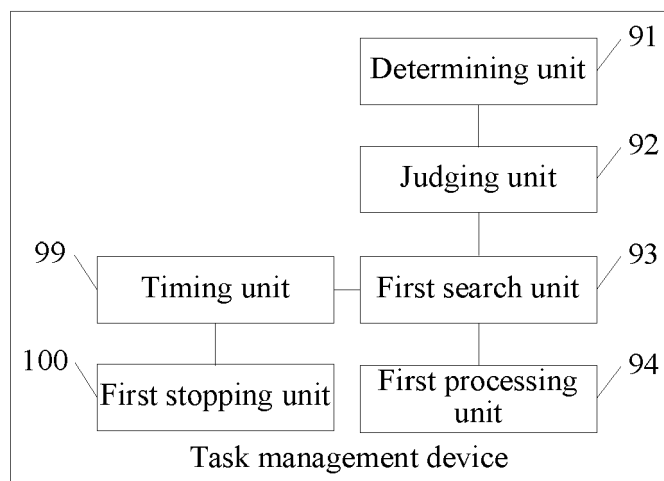 91
Determining unit
92
Judging unit
99
93
Timing unit
First search unit
100
94
First stopping unit
First processing
unit
Task management device